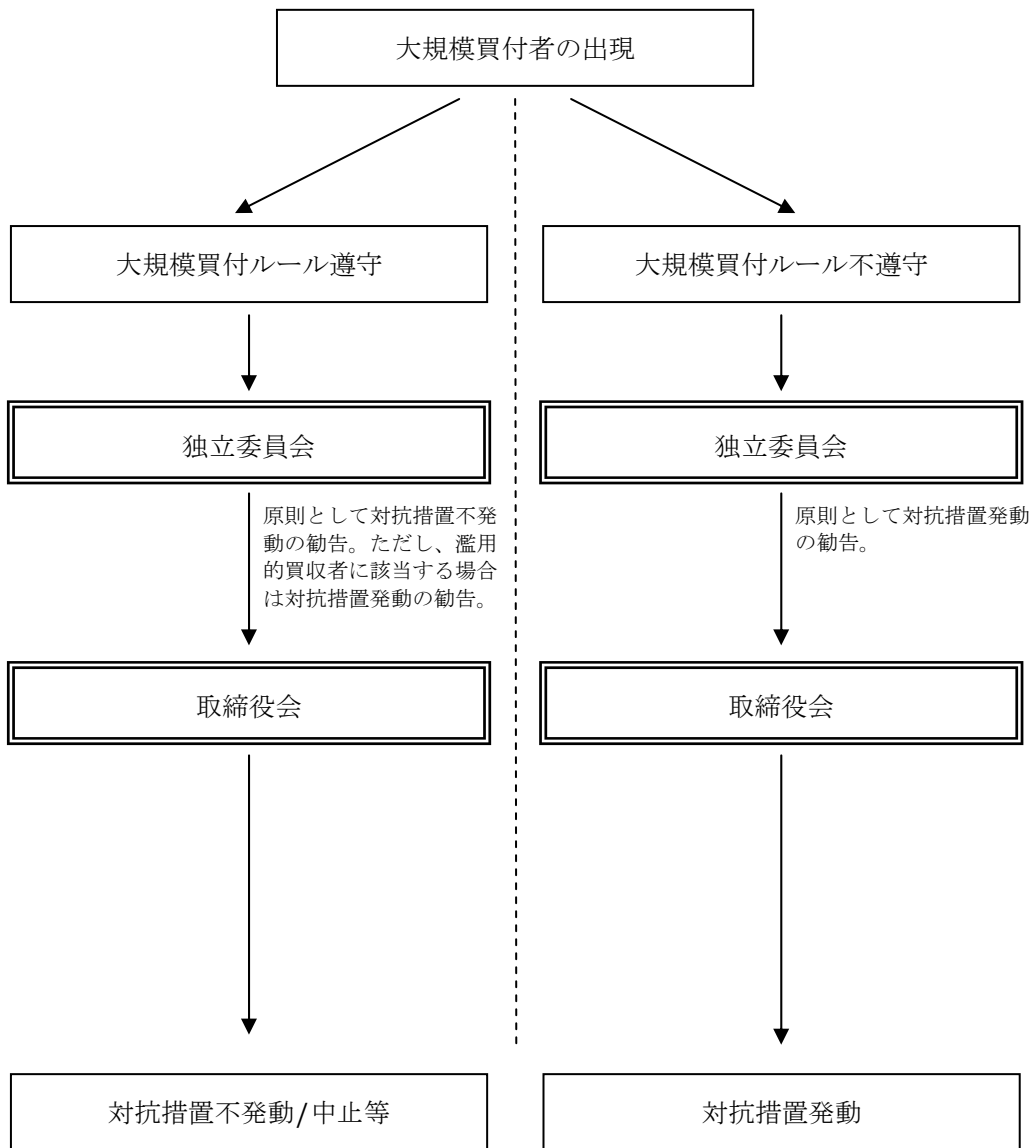 大規模買付者の出現
大規模買付ルール遵守
大規模買付ルール不遵守
独立委員会
独立委員会
原則として対抗措置不発
動の勧告。ただし、濫用
的買収者に該当する場合
は対抗措置発動の勧告。
原則として対抗措置発動
の勧告。
取締役会
取締役会
対抗措置不発動/中止等
対抗措置発動